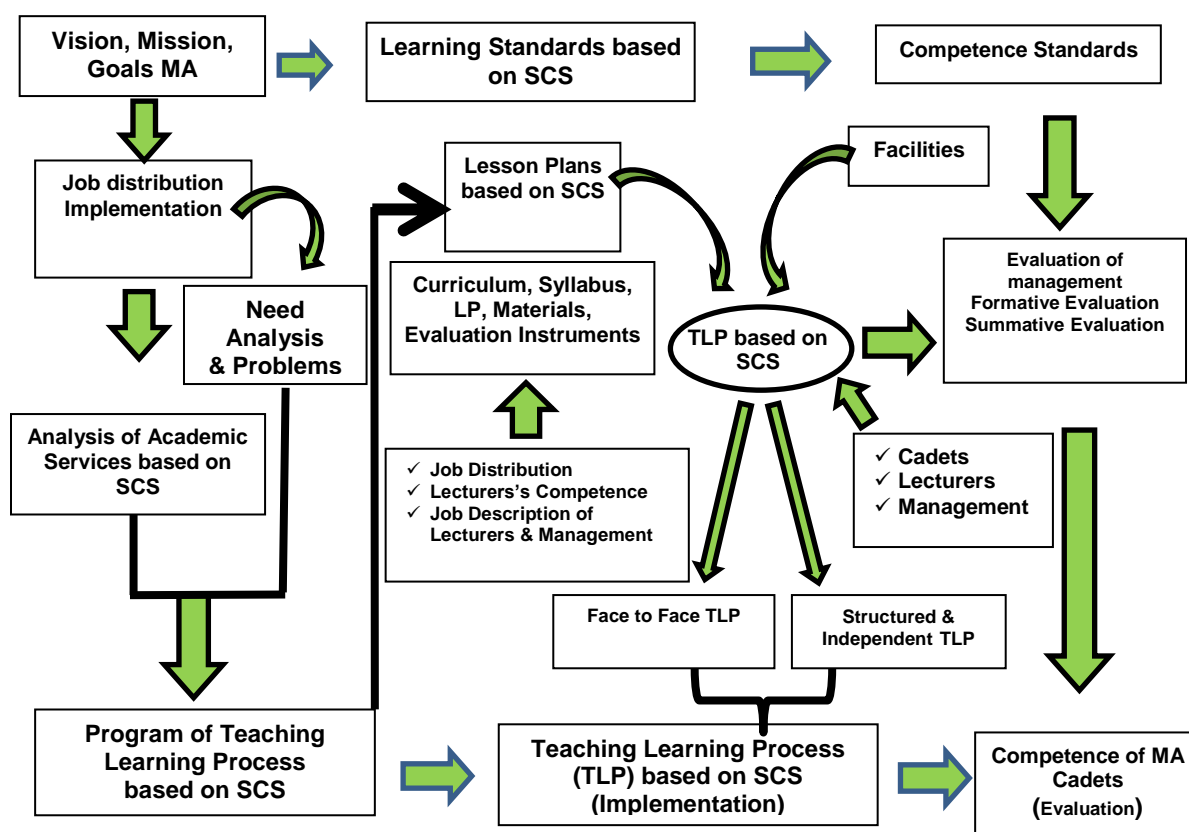 Vision, Mission,
Goals MA
Learning Standards based
on SCS
Competence Standards
Job distribution
Implementation
Lesson Plans
based on SCS
Facilities
Need
Analysis
& Problems
Curriculum, Syllabus,
LP, Materials,
Evaluation Instruments
TLP based on
SCS
Evaluation of
management
Formative Evaluation
Summative Evaluation
Analysis of Academic
Services based on
SCS
✓ Job Distribution
✓ Lecturers's Competence
✓ Job Description of
Lecturers & Management
✓ Cadets
✓ Lecturers
✓ Management
Face to Face TLP
Structured &
Independent TLP
Program of Teaching
Learning Process
based on SCS
Teaching Learning Process
(TLP) based on SCS
(Implementation)
Competence of MA
Cadets
(Evaluation)